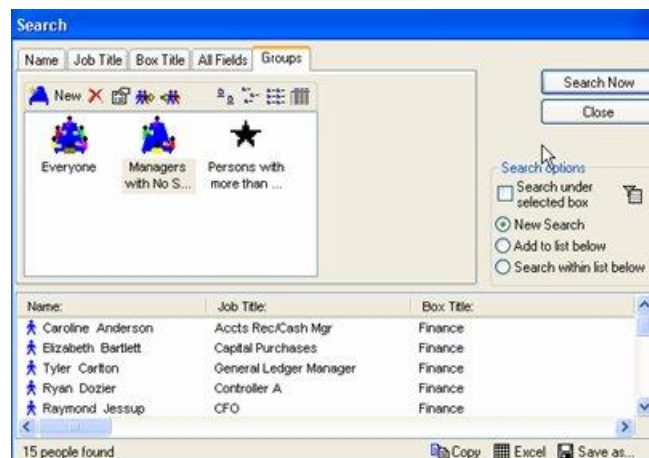 Search
Name Job Title Box Title All Fields Groups
New
Search Now
Close
Everyone
Managers with No S...
Persons with more than ...
Search options
Search under selected box
New Search
Add to list below
Search within list below
Name: Job Title: Box Title:
Caroline Anderson Accts Rec/Cash Mgr Finance
Elizabeth Bartlett Capital Purchases Finance
Tyler Carlton General Ledger Manager Finance
Ryan Dozier Controller A Finance
Raymond Jessup CFO Finance
15 people found Copy Excel Save as...